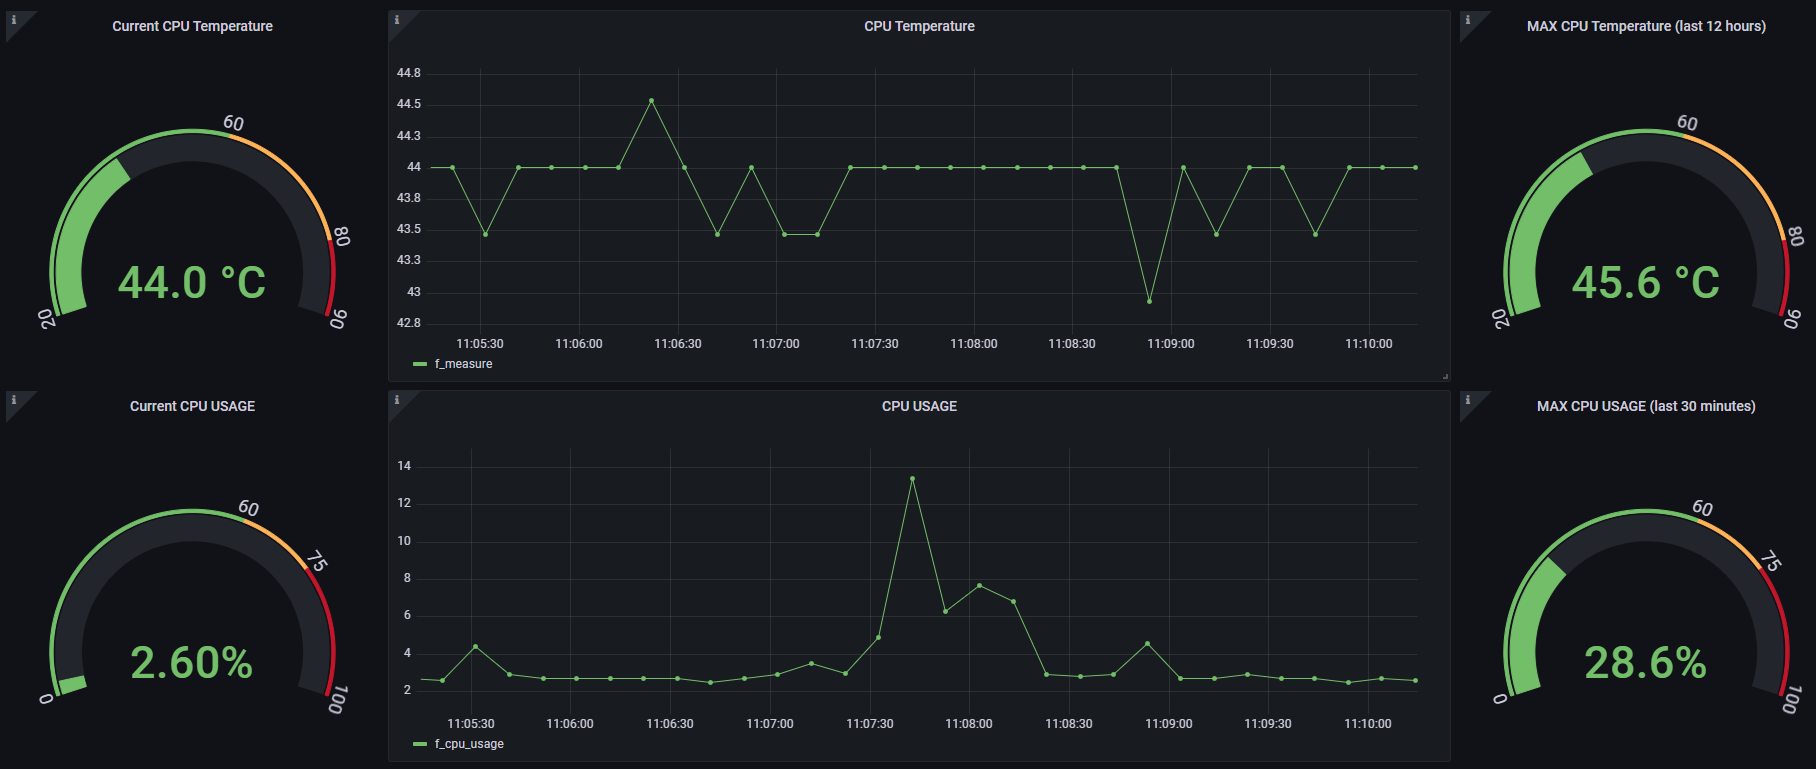 Current CPU Temperature
60
80
20
90
44.0 °C
CPU Temperature
44.8
44.5
44.3
44
43.8
43.5
43.3
43
42.8
11:05:30 11:06:00 11:06:30 11:07:00 11:07:30 11:08:00 11:08:30 11:09:00 11:09:30 11:10:00
f_measure
MAX CPU Temperature (last 12 hours)
60
80
20
90
45.6 °C
Current CPU USAGE
60
75
0
100
2.60%
CPU USAGE
14
12
10
8
6
4
2
11:05:30 11:06:00 11:06:30 11:07:00 11:07:30 11:08:00 11:08:30 11:09:00 11:09:30 11:10:00
f_cpu_usage
MAX CPU USAGE (last 30 minutes)
60
75
0
100
28.6%